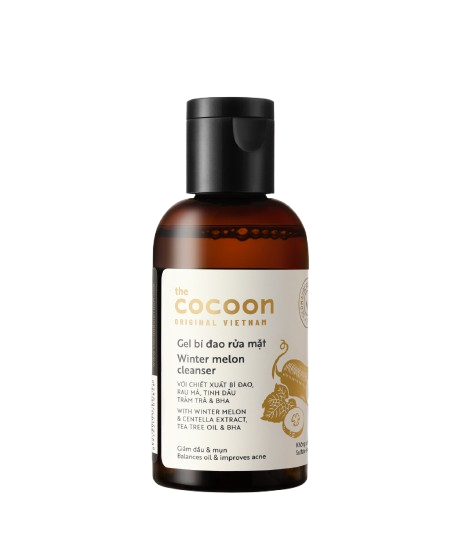 the
cocoon
ORIGINAL VIETNAM
Gel bí đao rửa mặt
Winter melon
cleanser
VỚI CHIẾT XUẤT BÍ ĐAO,
RAU MÁ, TINH DẦU
TRÀM TRÀ & BHA
WITH WINTER MELON
& CENTELLA EXTRACT,
TEA TREE OIL & BHA
Giảm dầu & mụn
Balances oil & improves acne